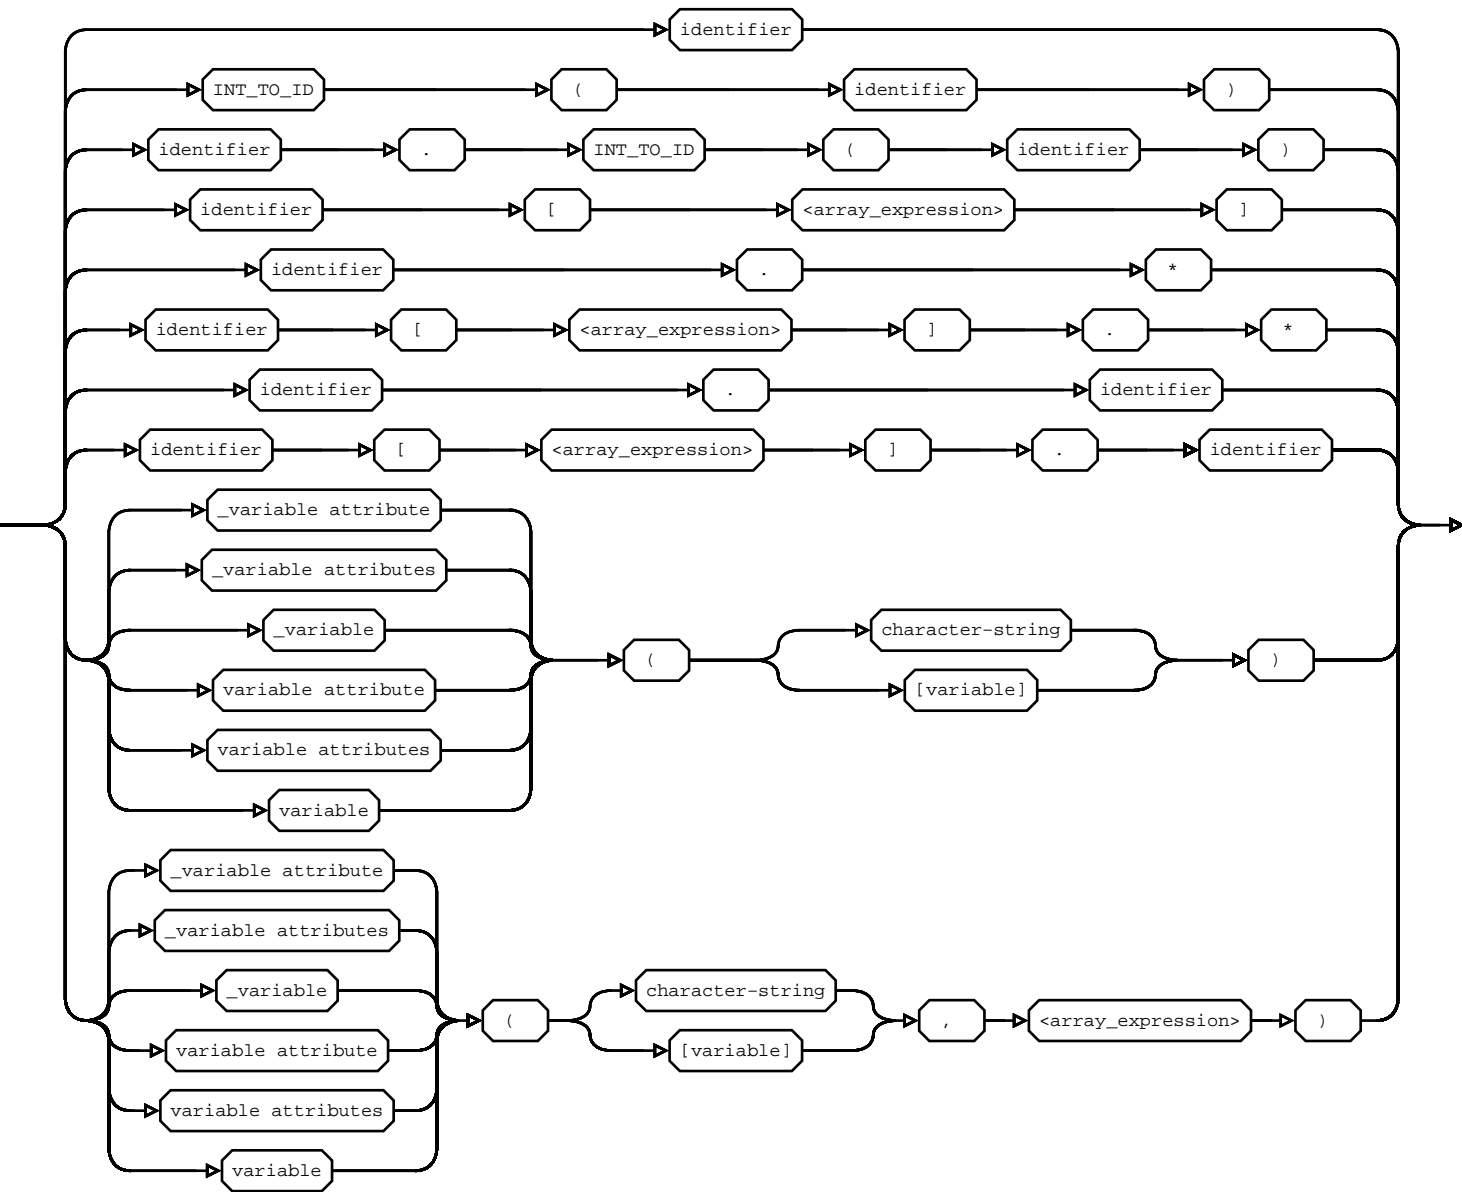 identifier
INT_TO_ID ( identifier )
identifier . INT_TO_ID ( identifier )
identifier [ <array_expression> ]
identifier . *
identifier [ <array_expression> ] . *
identifier . identifier
identifier [ <array_expression> ] . identifier
_variable attribute
_variable attributes
_variable character-string
( )
variable attribute [variable]
variable attributes
variable
_variable attribute
_variable attributes
_variable character-string
( , <array_expression> )
variable attribute [variable]
variable attributes
variable